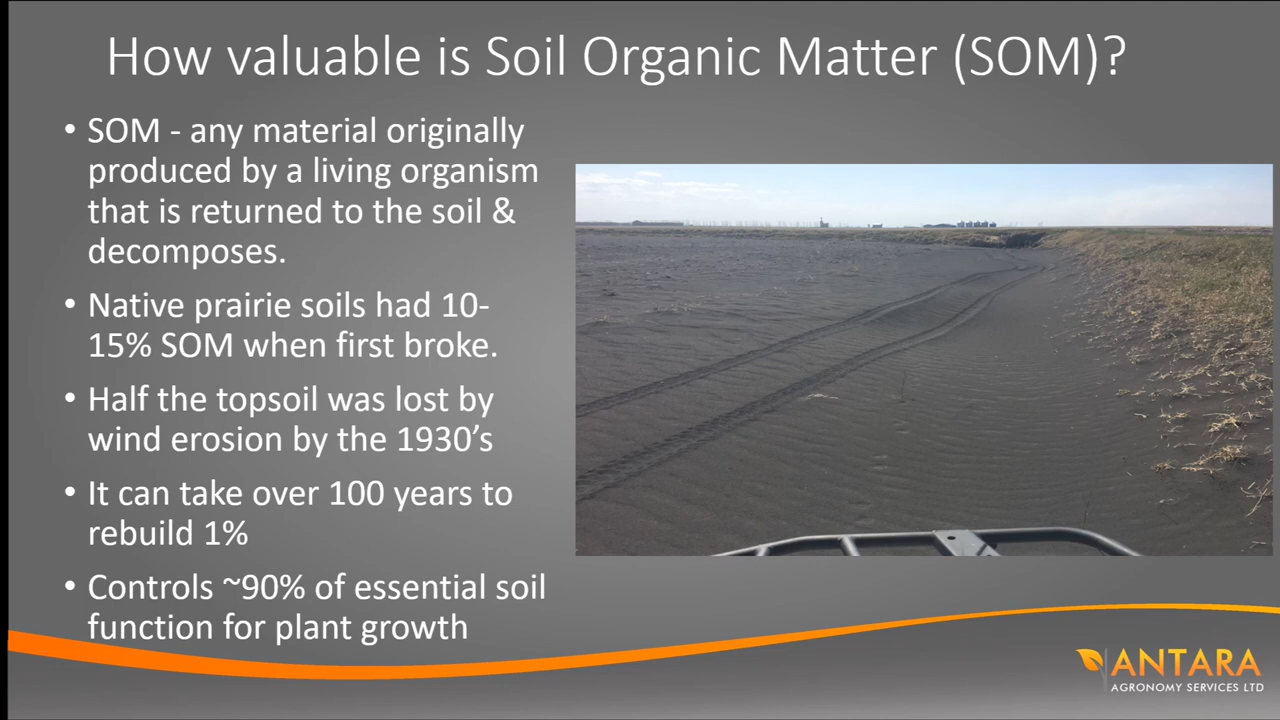 How valuable is Soil Organic Matter (SOM)?
• SOM - any material originally
produced by a living organism
that is returned to the soil &
decomposes.
• Native prairie soils had 10-
15% SOM when first broke.
• Half the topsoil was lost by
wind erosion by the 1930’s
• It can take over 100 years to
rebuild 1%
• Controls ~90% of essential soil
function for plant growth
ANTARA
AGRONOMY SERVICES LTD